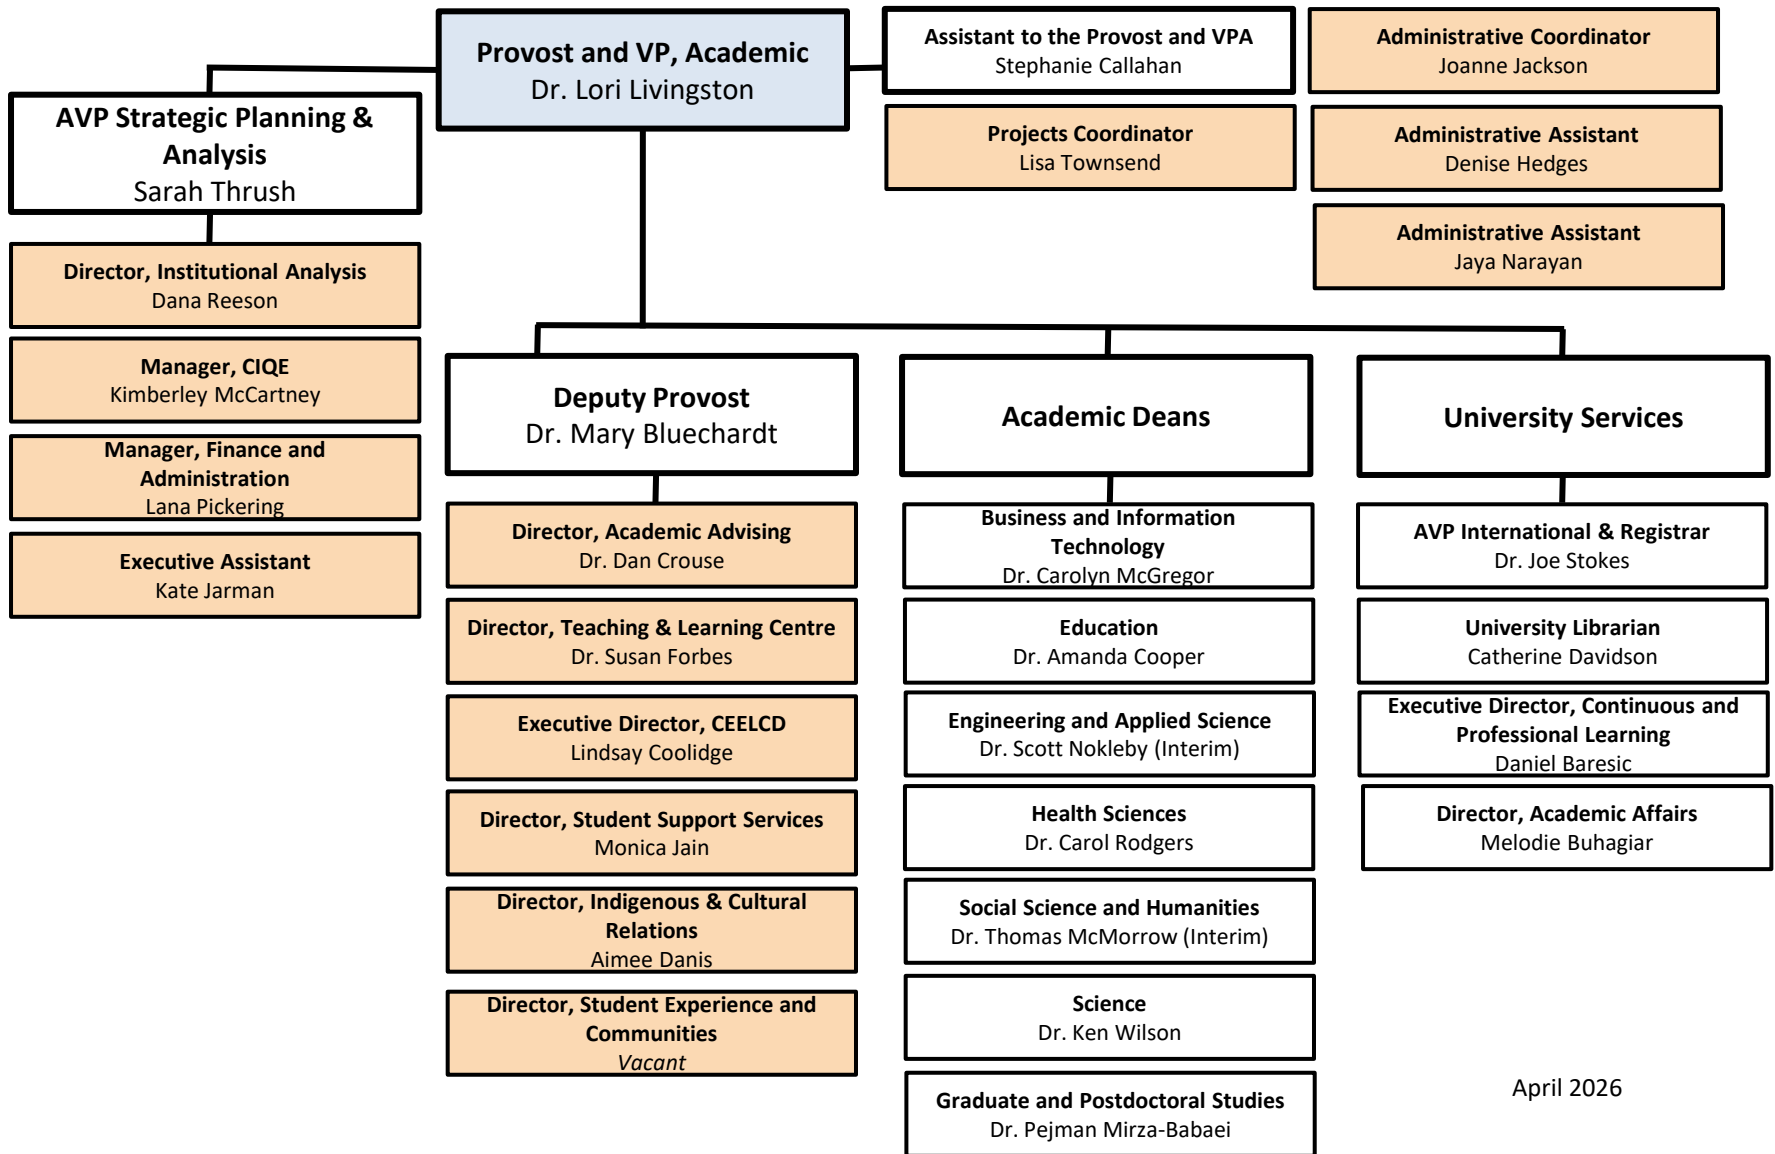 Provost and VP, Academic
Dr. Lori Livingston
Assistant to the Provost and VPA
Stephanie Callahan
Administrative Coordinator
Joanne Jackson
Projects Coordinator
Lisa Townsend
Administrative Assistant
Denise Hedges
Administrative Assistant
Jaya Narayan
AVP Strategic Planning &
Analysis
Sarah Thrush
Director, Institutional Analysis
Dana Reeson
Manager, CIQE
Kimberley McCartney
Manager, Finance and
Administration
Lana Pickering
Executive Assistant
Kate Jarman
Deputy Provost
Dr. Mary Bluechardt
Director, Academic Advising
Dr. Dan Crouse
Director, Teaching & Learning Centre
Dr. Susan Forbes
Executive Director, CEELCD
Lindsay Coolidge
Director, Student Support Services
Monica Jain
Director, Indigenous & Cultural
Relations
Aimee Danis
Director, Student Experience and
Communities
Vacant
Academic Deans
Business and Information
Technology
Dr. Carolyn McGregor
Education
Dr. Amanda Cooper
Engineering and Applied Science
Dr. Scott Nokleby (Interim)
Health Sciences
Dr. Carol Rodgers
Social Science and Humanities
Dr. Thomas McMorrow (Interim)
Science
Dr. Ken Wilson
Graduate and Postdoctoral Studies
Dr. Pejman Mirza-Babaei
University Services
AVP International & Registrar
Dr. Joe Stokes
University Librarian
Catherine Davidson
Executive Director, Continuous and
Professional Learning
Daniel Baresic
Director, Academic Affairs
Melodie Buhagiar
April 2026